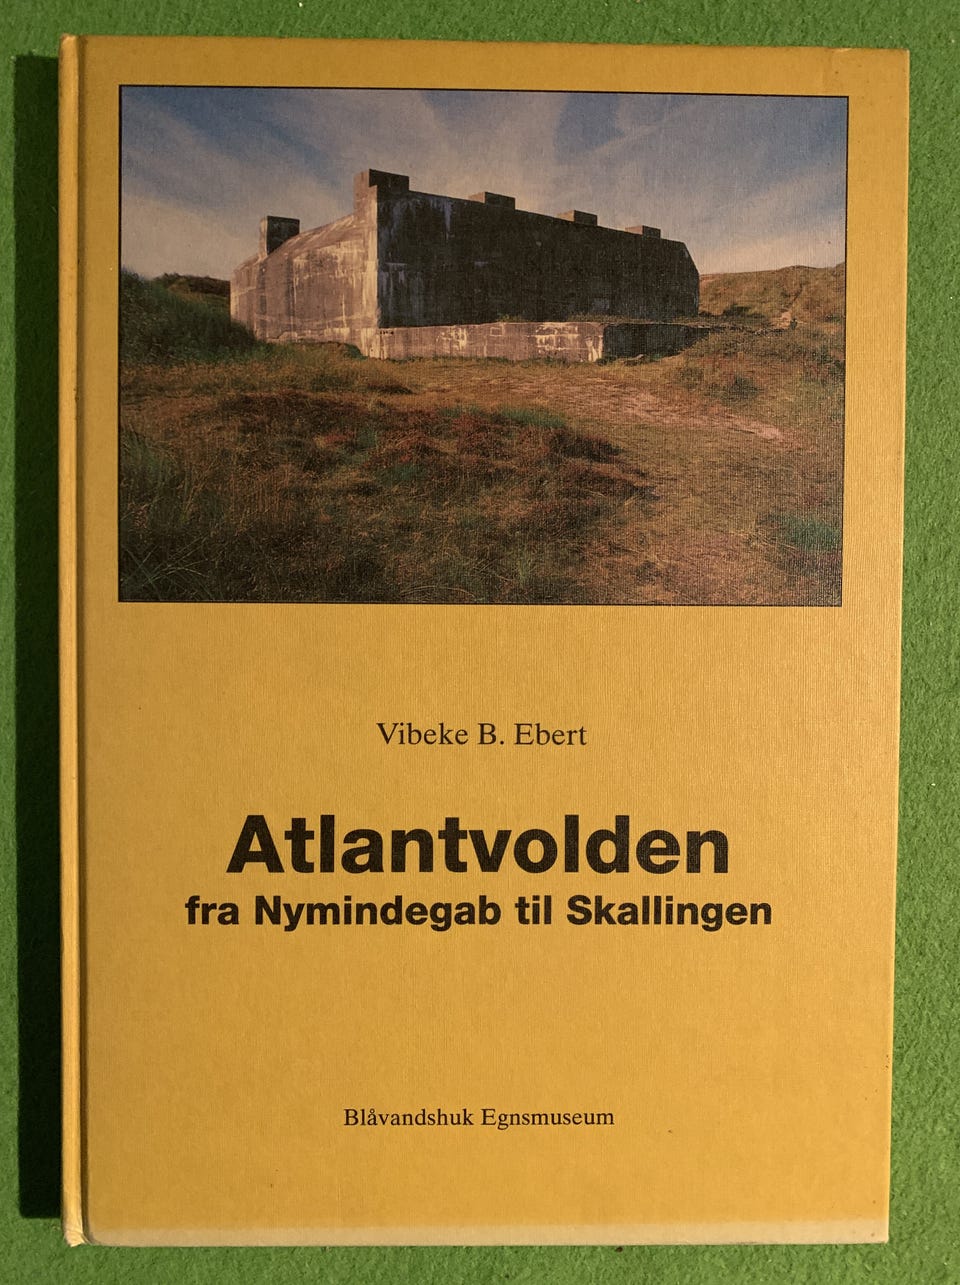 Vibeke B. Ebert
Atlantvolden
fra Nymindegab til Skallingen
Blåvandshuk Egnsmuseum